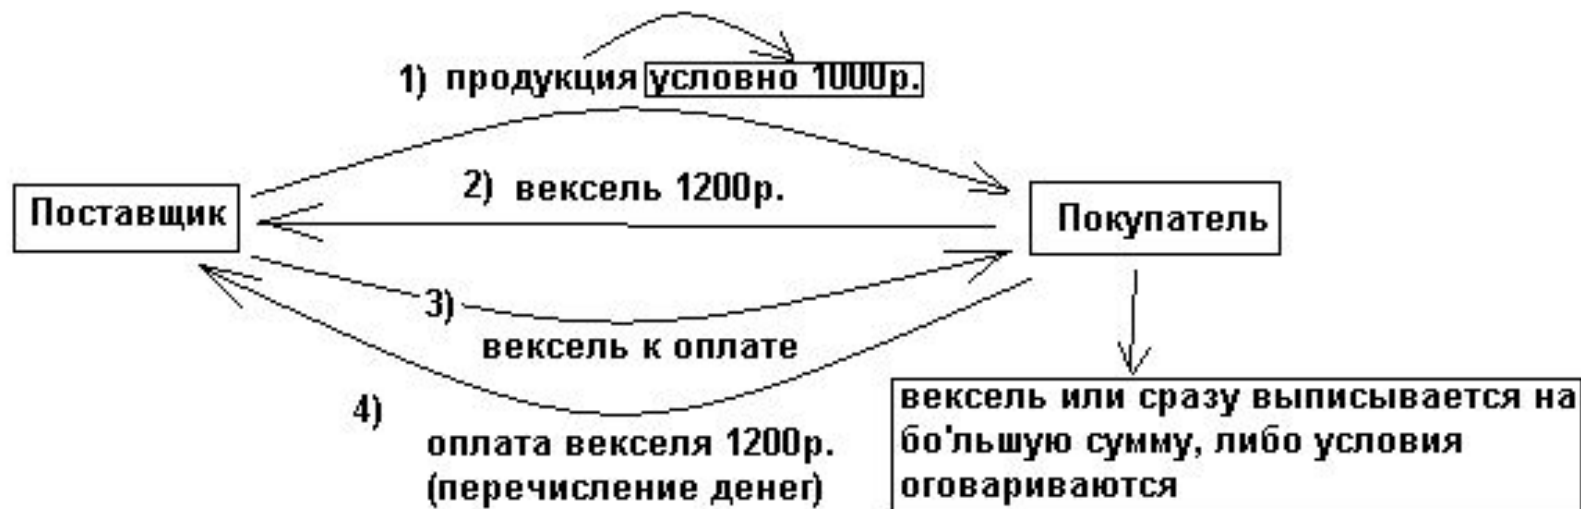 1) продукция условно 1000р.
2) вексель 1200р.
Поставщик
Покупатель
3)
вексель к оплате
4)
оплата векселя 1200р.
(перечисление денег)
вексель или сразу выписывается на
бо'льшую сумму, либо условия
оговариваются